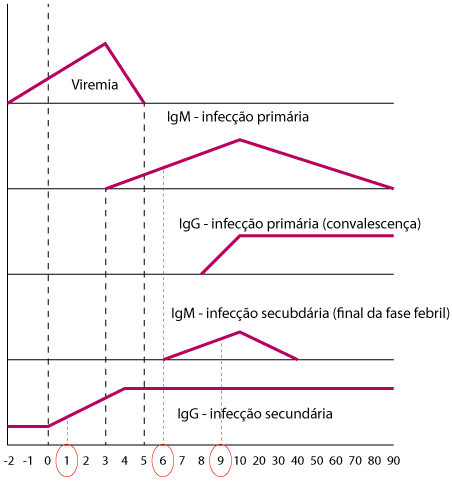 Viremia
IgM - infecção primária
IgG - infecção primária (convalescença)
IgM - infecção secubdária (final da fase febril)
IgG - infecção secundária
-2 -1 0 1 2 3 4 5 6 7 8 9 10 20 30 40 50 60 70 80 90